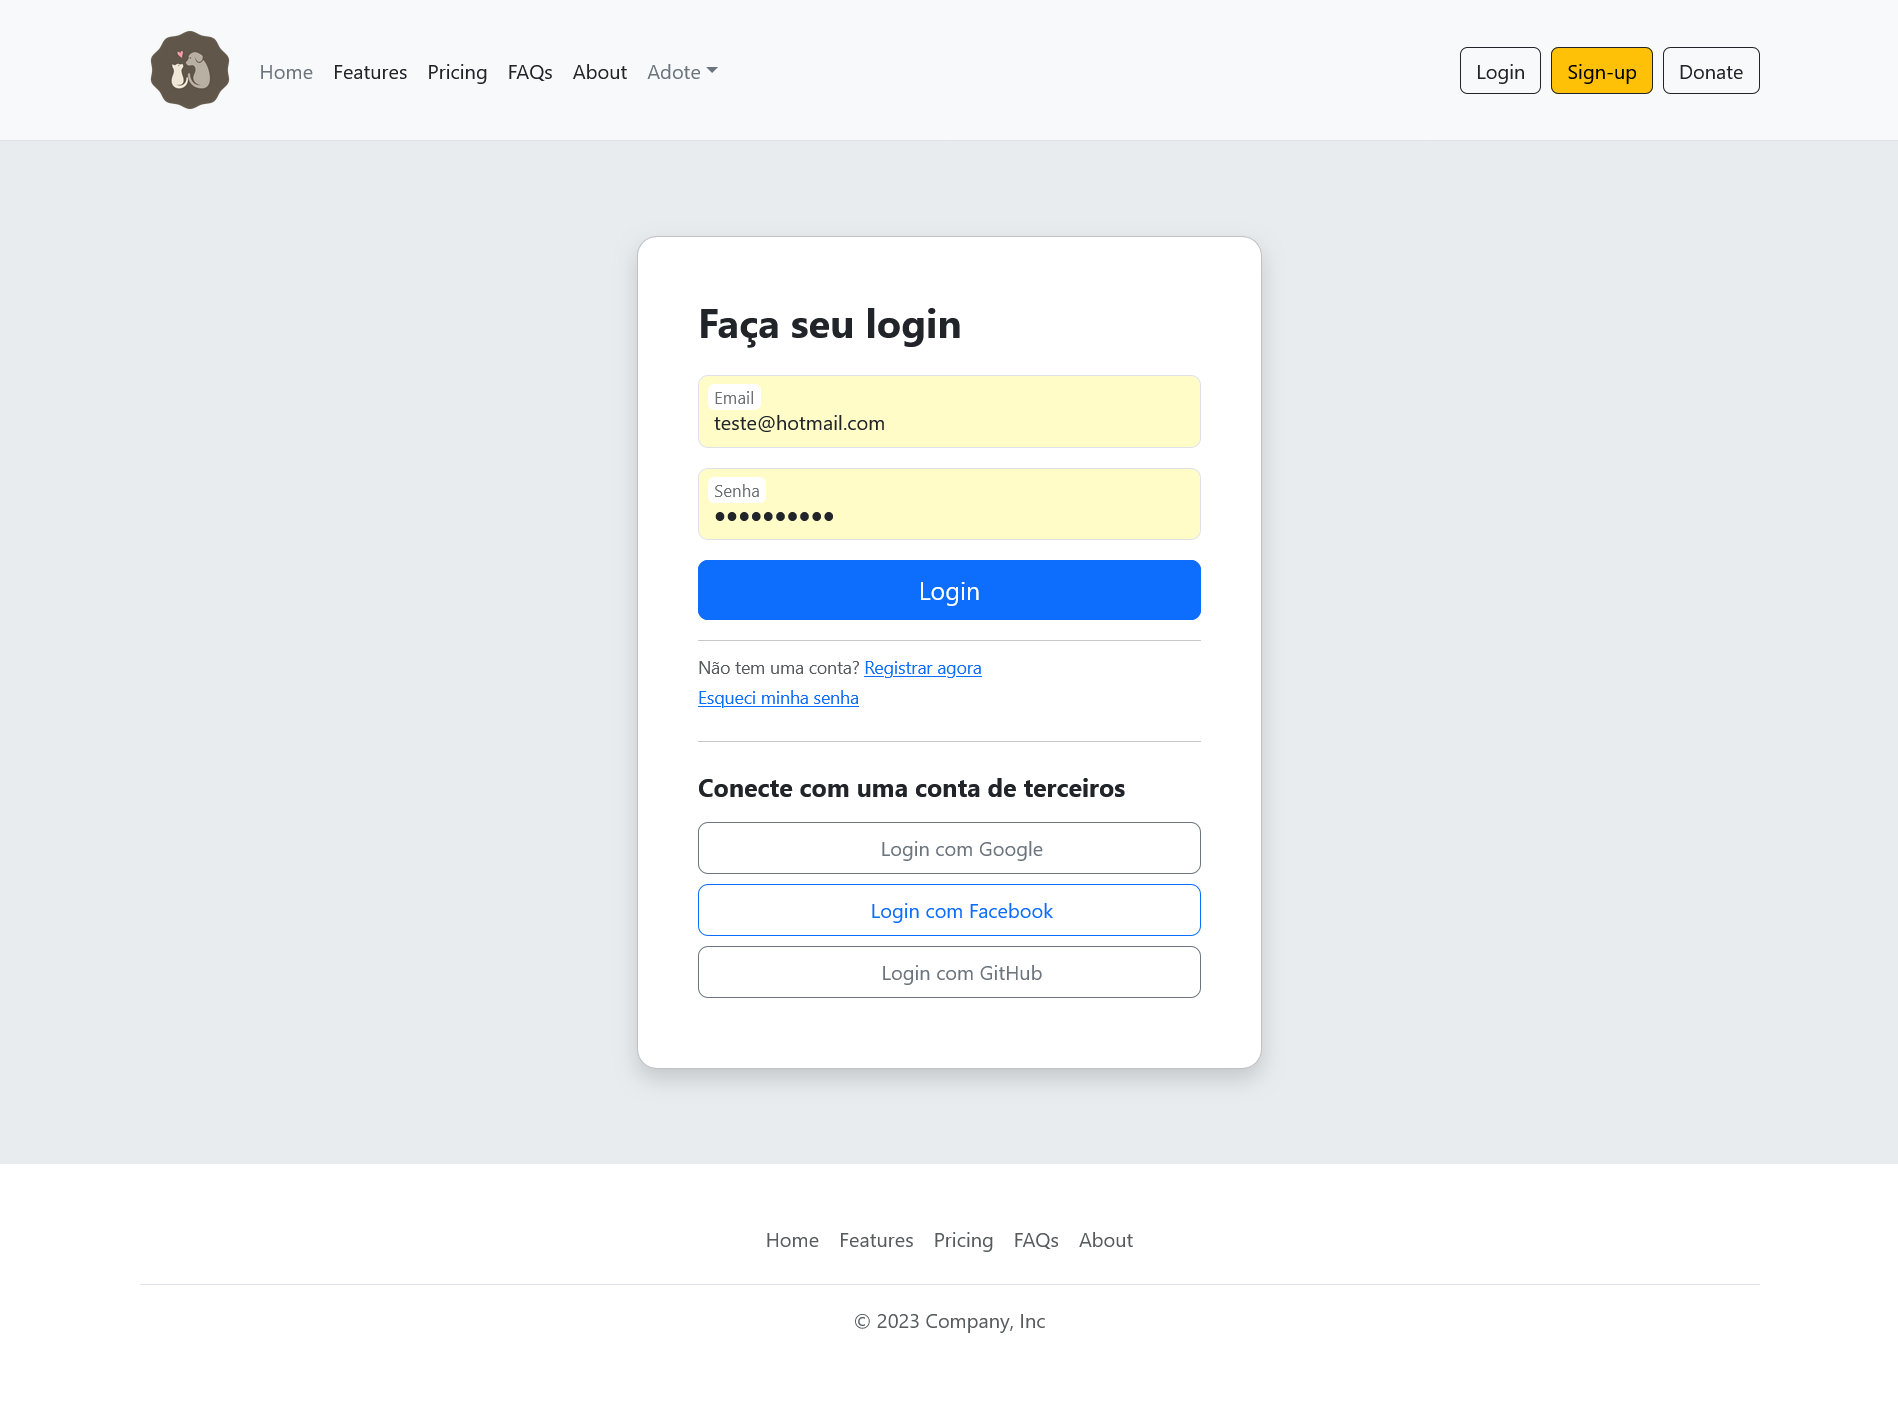 Home Features Pricing FAQs About Adote Login Sign-up Donate
Faça seu login
Email
teste@hotmail.com
Senha
••••••••••
Login
Não tem uma conta? Registrar agora
Esqueci minha senha
Conecte com uma conta de terceiros
Login com Google
Login com Facebook
Login com GitHub
Home Features Pricing FAQs About
© 2023 Company, Inc